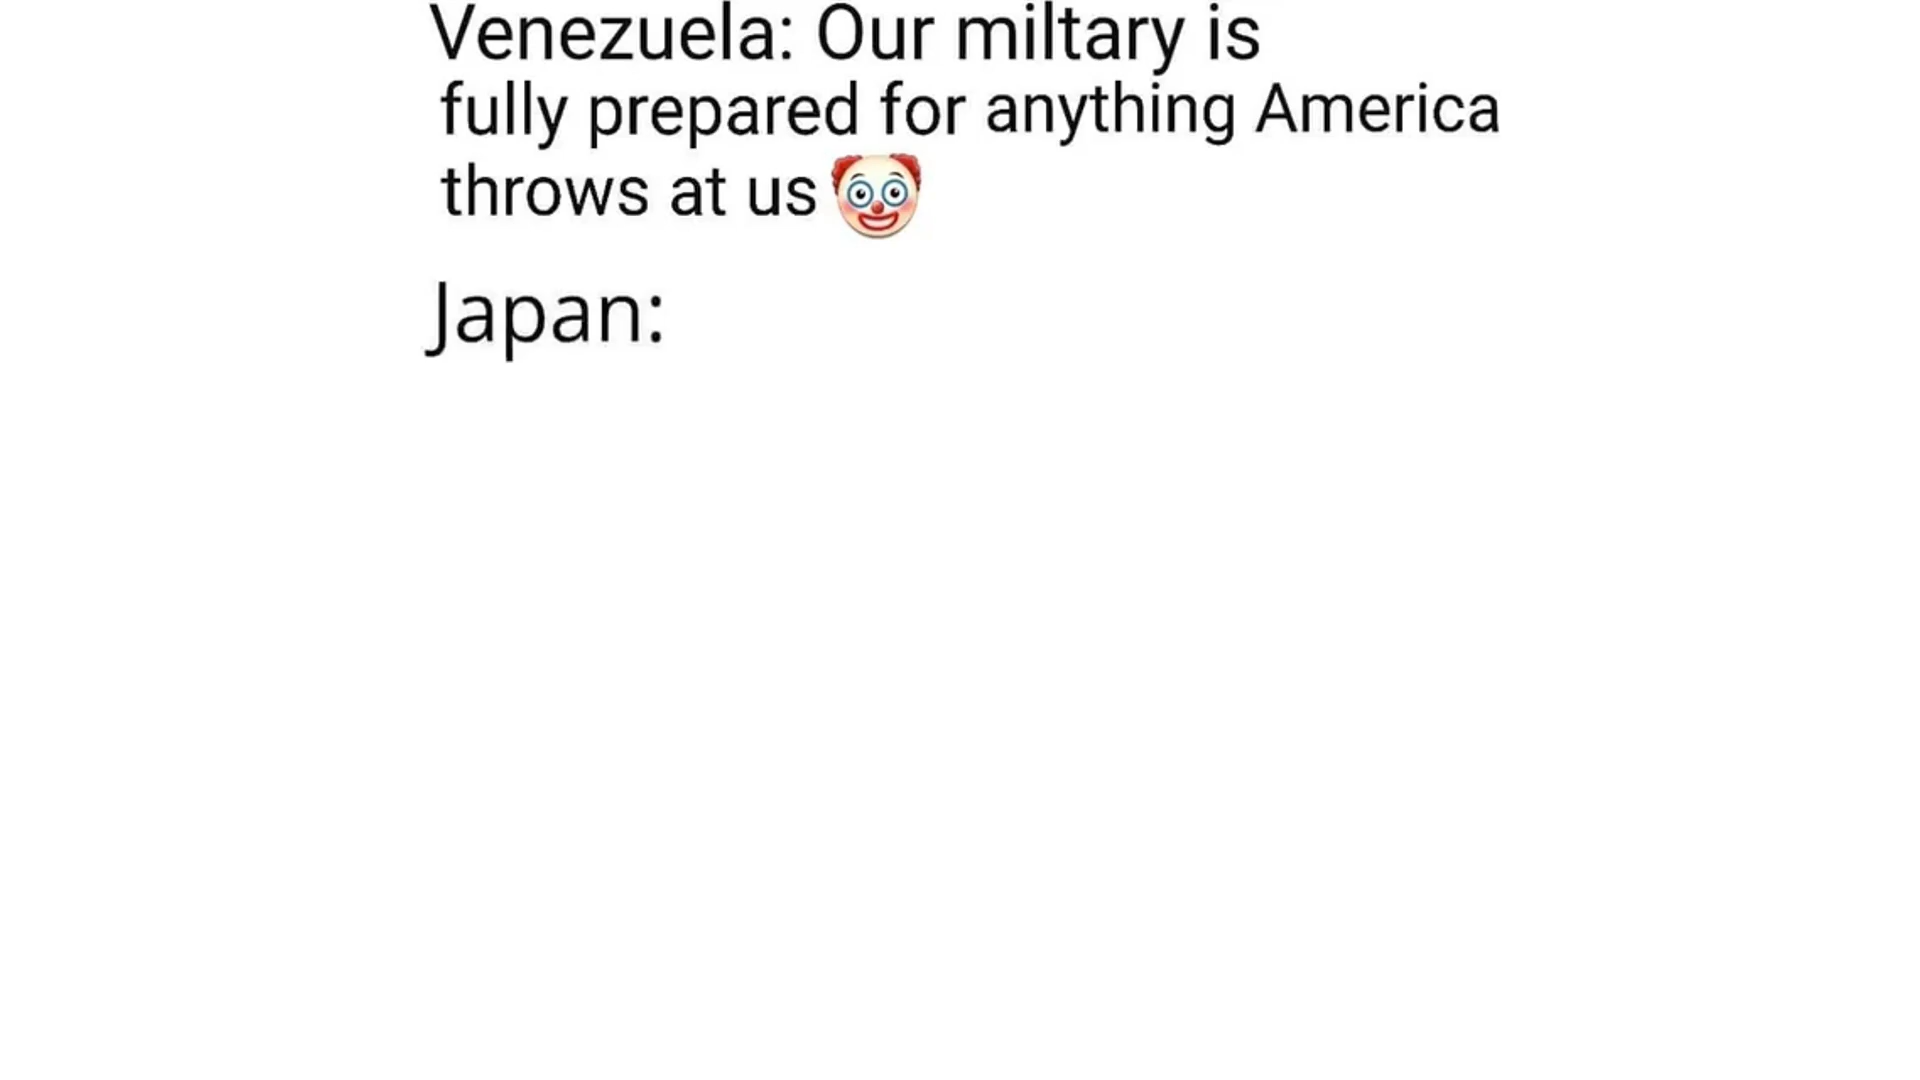 Venezuela: Our miltary is
fully prepared for anything America
throws at us🤡
Japan: